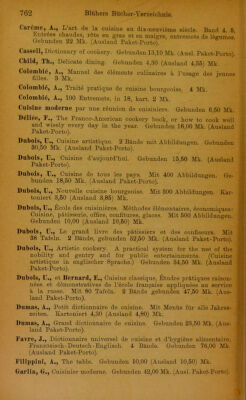 762 Blühers Bücher-Verzeichnis.
Carême, A., L'art de la cuisine au dix-neuvième siècle. Band 4, 5,
Entrées chaudes, rôts en gras et en maigre, entremets de légumes.
Gebunden 22 Mk. (Ausland Paket-Porto).
Cassell, Dictionary of cookery. Gebunden 13,10 Mk. (Ausl. Paket-Porto).
Child, Th., Delicate dining. Gebunden 4,30 (Ausland 4,55) Mk.
Colombié, A., Manuel des éléments culinaires à l'usage des jeunes
filles. 3 Mk.
Colombié, A., Traité pratique de cuisine bourgeoise, 4 Mk.
Colombié, A., 100 Entremets, in 18, kart. 2 Mk.
Cuisine moderne par une réunion de cuisiniers. Gebunden 6,50 Mk.
Déliée, F., The Franco-American cookery book, or how to cook well
and wisely every day in the year. Gebunden 16,00 Mk. (Ausland
Paket-Porto).
Dubois, U., Cuisine artistique. 2 Bände mit Abbildungen. Gebunden
50,50 Mk. (Ausland Paket-Porto).
Dubois, U., Cuisine d'aujourd'hui. Gebunden 15,50 Mk. (Ausland
Paket-Porto).
Dubois, U., Cuisine de tous les pays. Mit 400 Abbildungen. Ge-
bunden 18,50 Mk. (Ausland Paket-Porto).
Dubois, U., Nouvelle cuisine bourgeoise. Mit 500 Abbildungen. Kar-
toniert 8,50 (Ausland 8,85) Mk.
Dubois, U., École des cuisinières. Méthodes élémentaires, économiques:
Cuisine, pâtisserie, office, confitures, glaces. Mit 500 Abbildungen.
Gebunden 10,00 (Ausland 10,50) Mk.
Dubois, U., Le grand livre des pâtissiers et des confiseurs. Mit
38 Tafeln. 2 Bände, gebunden 52,50 Mk. (Ausland Paket-Porto).
Dubois, U., Artistic cookery. A practical system for the use of the
nobility and gentry and for public entertainments. (Cuisine
artistique in englischer Sprache.) Gebunden 34,50 Mk. (Ausland
Paket-Porto).
Dubois, U., et Bernard, E., Cuisine classique, Études pratiques raison-
nées et démonstratives de l'école française appliquées au service
à la russe. Mit 80 Tafeln. 2 Bände gebunden 47,50 Mk. (Aus-
land Paket-Porto).
Dumas, A., Petit dictionnaire de cuisine. Mit Menüs für alle Jahres-
zeiten. Kartoniert 4,30 (Ausland 4,80) Mk.
Dumas, A., Grand dictionnaire de cuisine. Gebunden 28,50 Mk. (Aus-
land Paket-Porto).
Favre, J., Dictionnaire universel de cuisine et d'hygiène alimentaire.
Französisch-Deutsch-Englisch. 4 Bände. Gebunden 76,00 Mk.
(Ausland Paket-Porto).
Filippini, A., The table. Gebunden 10,00 (Ausland 10,50) Mk.
Garlin, G., Cuisinier moderne. Gebunden 42,00 Mk. (Ausl. Paket-Porto).